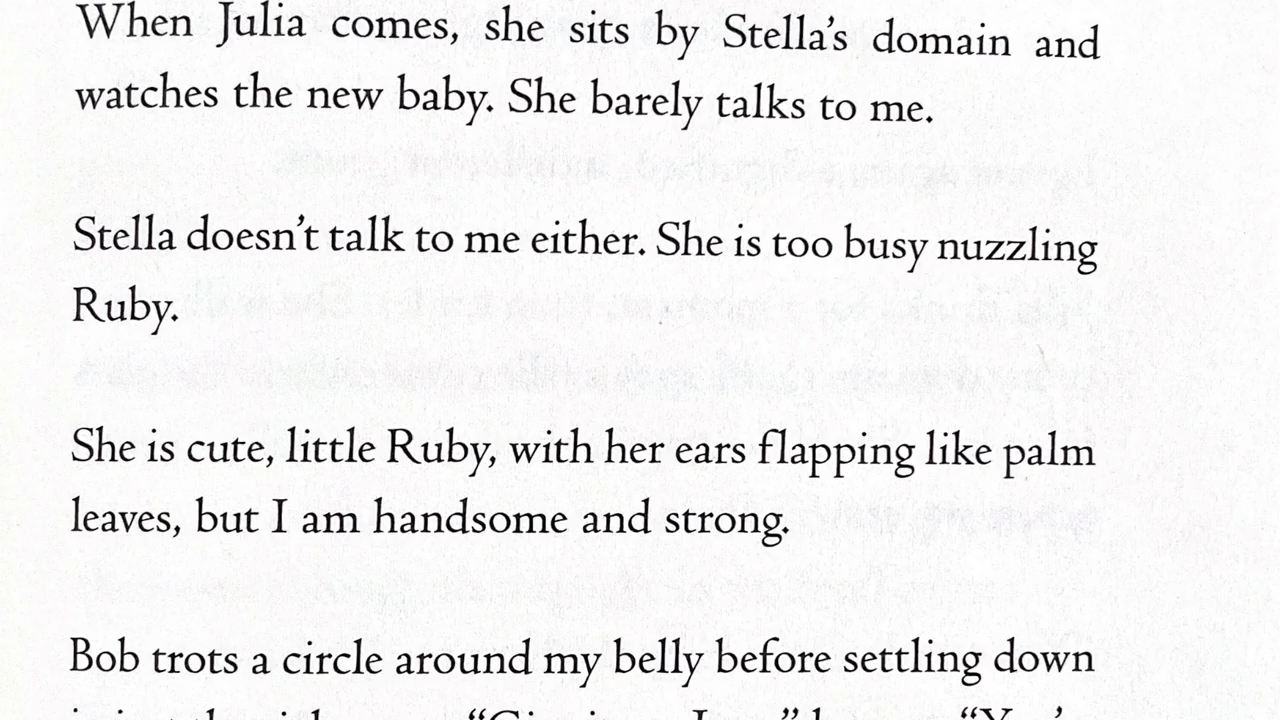 When Julia comes, she sits by Stella’s domain and
watches the new baby. She barely talks to me.
Stella doesn’t talk to me either. She is too busy nuzzling
Ruby.
She is cute, little Ruby, with her ears flapping like palm
leaves, but I am handsome and strong.
Bob trots a circle around my belly before settling down